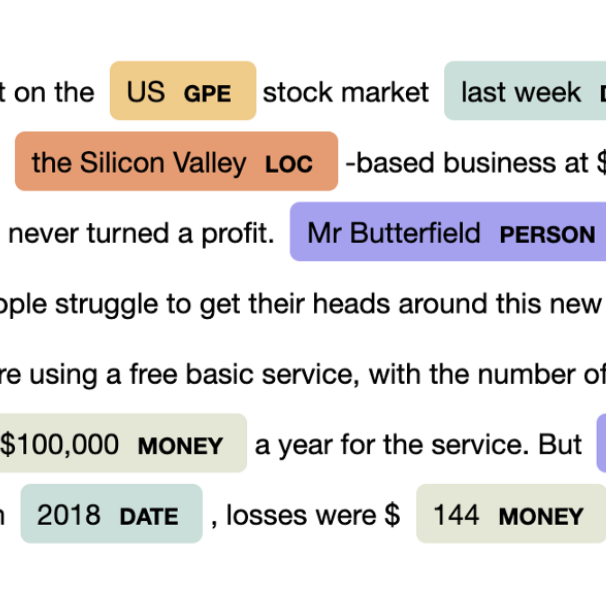 t on the US GPE stock market last week D
the Silicon Valley LOC -based business at $
never turned a profit. Mr Butterfield PERSON
ople struggle to get their heads around this new
re using a free basic service, with the number of
$100,000 MONEY a year for the service. But
2018 DATE , losses were $ 144 MONEY